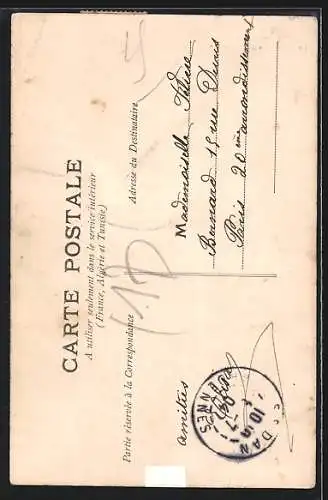 CARTE POSTALE
A utiliser seulement dans le service intérieur
(France, Algérie et Tunisie)
Partie réservée à la Correspondance
Adresse du Destinataire
amitiés
Mademoiselle
Bernard 15 rue
Paris 20ème arrondissement